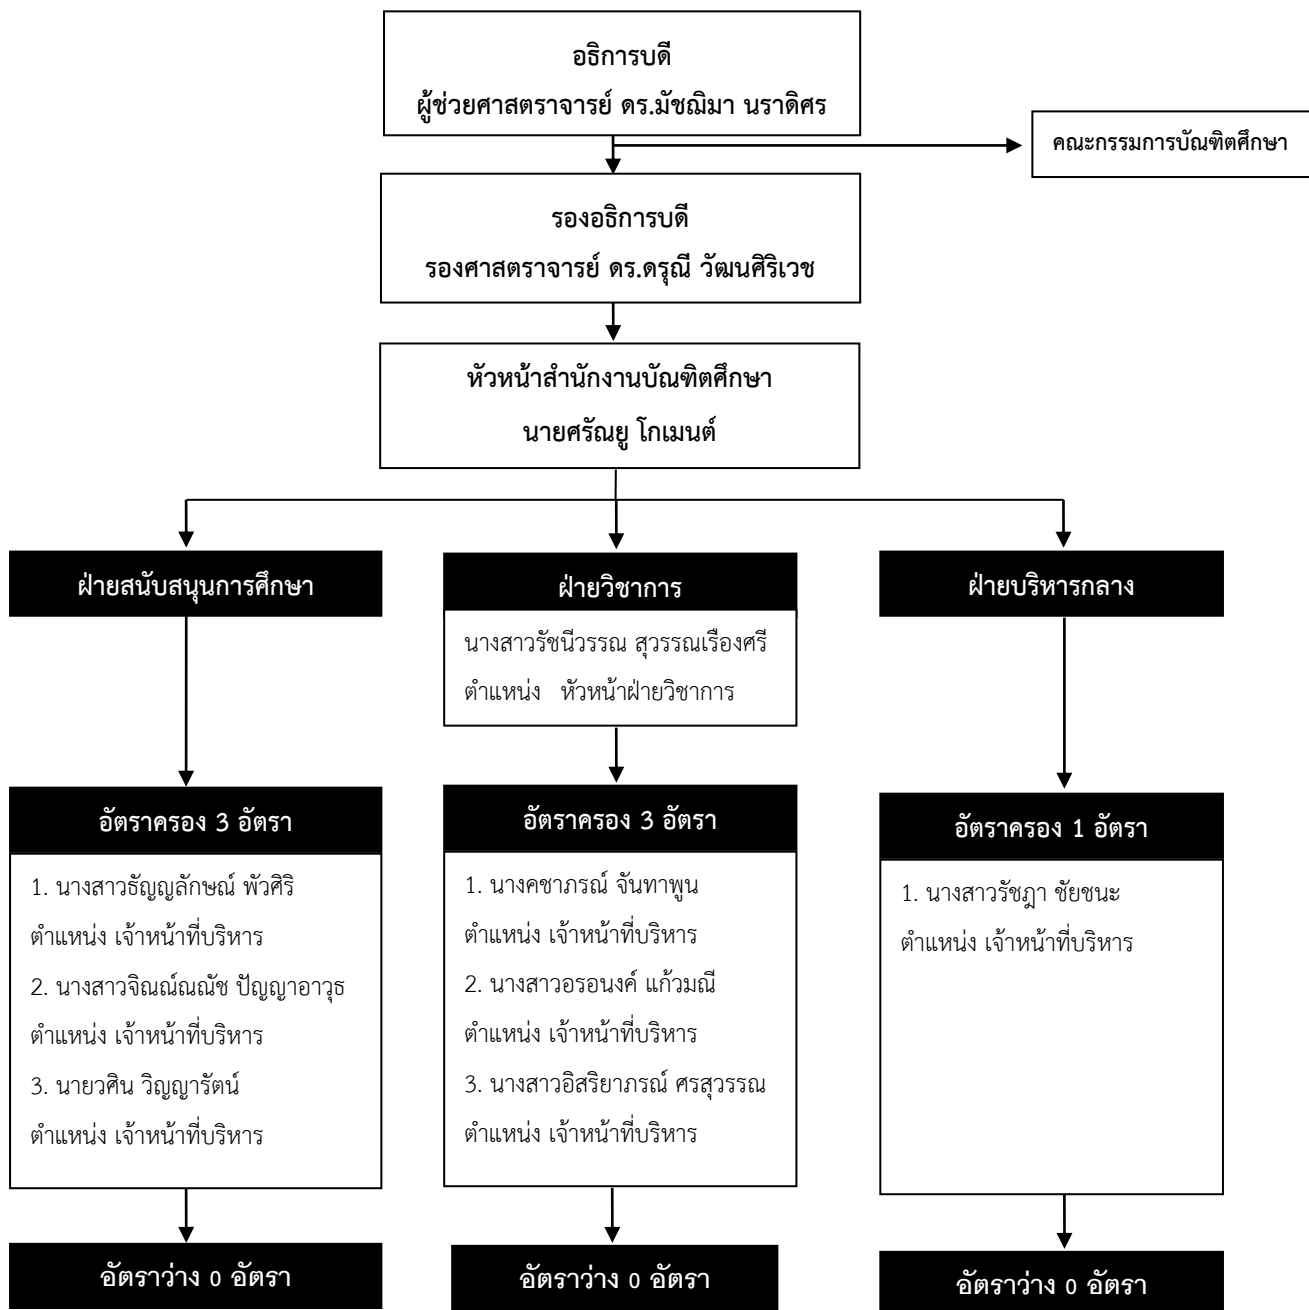 อธิการบดี
ผู้ช่วยศาสตราจารย์ ดร.มัชฌิมา นราดิศร
คณะกรรมการบัณฑิตศึกษา
รองอธิการบดี
รองศาสตราจารย์ ดร.ดรุณี วัฒนศิริเวช
หัวหน้าสำนักงานบัณฑิตศึกษา
นายศรัณยู โกเมนต์
ฝ่ายสนับสนุนการศึกษา
อัตราครอง 3 อัตรา
1. นางสาวธัญญลักษณ์ พัวศิริ
ตำแหน่ง เจ้าหน้าที่บริหาร
2. นางสาวจิณณ์ณณัช ปัญญาอาวุธ
ตำแหน่ง เจ้าหน้าที่บริหาร
3. นายวศิน วิญญารัตน์
ตำแหน่ง เจ้าหน้าที่บริหาร
อัตราว่าง 0 อัตรา
ฝ่ายวิชาการ
นางสาวรัชนีวรรณ สุวรรณเรืองศรี
ตำแหน่ง หัวหน้าฝ่ายวิชาการ
อัตราครอง 3 อัตรา
1. นางคชาภรณ์ จันทาพูน
ตำแหน่ง เจ้าหน้าที่บริหาร
2. นางสาวอรอนงค์ แก้วมณี
ตำแหน่ง เจ้าหน้าที่บริหาร
3. นางสาวอิสริยาภรณ์ ศรสุวรรณ
ตำแหน่ง เจ้าหน้าที่บริหาร
อัตราว่าง 0 อัตรา
ฝ่ายบริหารกลาง
อัตราครอง 1 อัตรา
1. นางสาวรัชฎา ชัยชนะ
ตำแหน่ง เจ้าหน้าที่บริหาร
อัตราว่าง 0 อัตรา